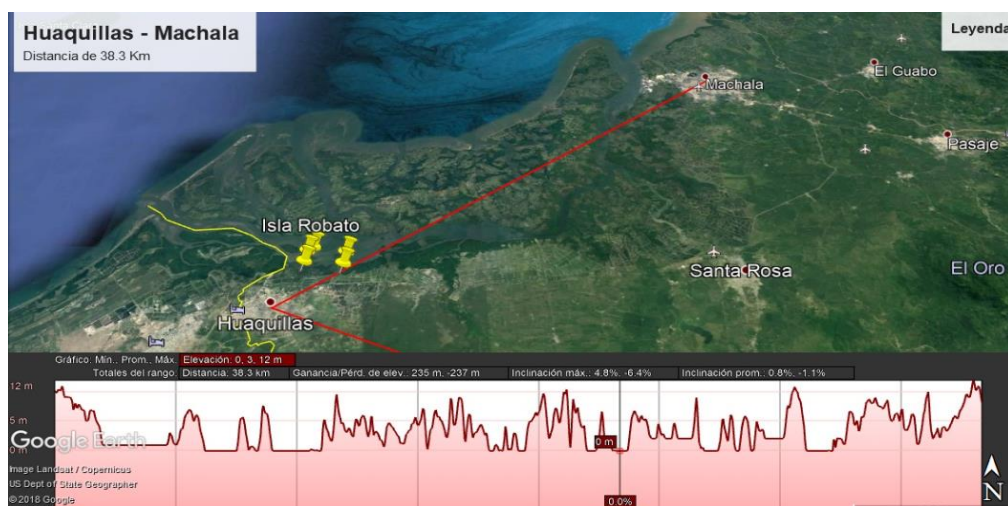 Huaquillas - Machala
Distancia de 38.3 Km
Leyenda
El Guabo
Machala
Pasaje
Isla Robato
Santa Rosa
El Oro
Huaquillas
Gráfico: Mín., Prom., Máx. Elevación: 0, 3, 12 m
Totales del rango: Distancia: 38.3 km Ganancia/Pérd. de elev.: 235 m, -237 m Inclinación máx.: 4.8%, -6.4% Inclinación prom.: 0.8%, -1.1%
12 m
5 m
0 m
0 m
Google Earth
Image Landsat / Copernicus
US Dept of State Geographer
© 2018 Google
0.0%
N